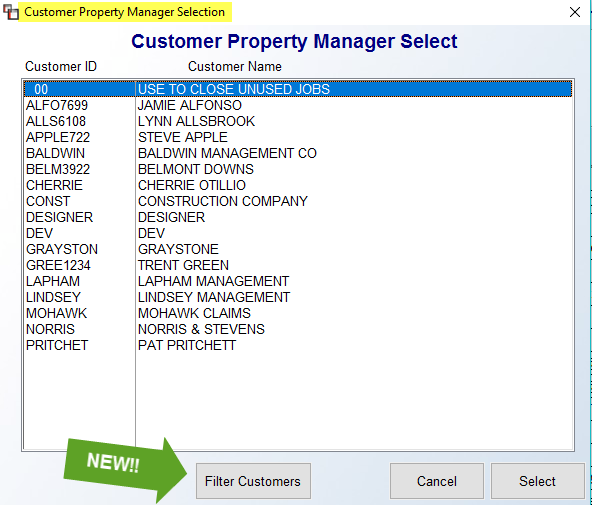 Customer Property Manager Selection
Customer Property Manager Select
Customer ID Customer Name
00 USE TO CLOSE UNUSED JOBS
ALFO7699 JAMIE ALFONSO
ALLS6108 LYNN ALLSBROOK
APPLE722 STEVE APPLE
BALDWIN BALDWIN MANAGEMENT CO
BELM3922 BELMONT DOWNS
CHERRIE CHERRIE OTILLIO
CONST CONSTRUCTION COMPANY
DESIGNER DESIGNER
DEV DEV
GRAYSTON GRAYSTONE
GREE1234 TRENT GREEN
LAPHAM LAPHAM MANAGEMENT
LINDSEY LINDSEY MANAGEMENT
MOHAWK MOHAWK CLAIMS
NORRIS NORRIS & STEVENS
PRITCHET PAT PRITCHETT
NEW!!
Filter Customers Cancel Select